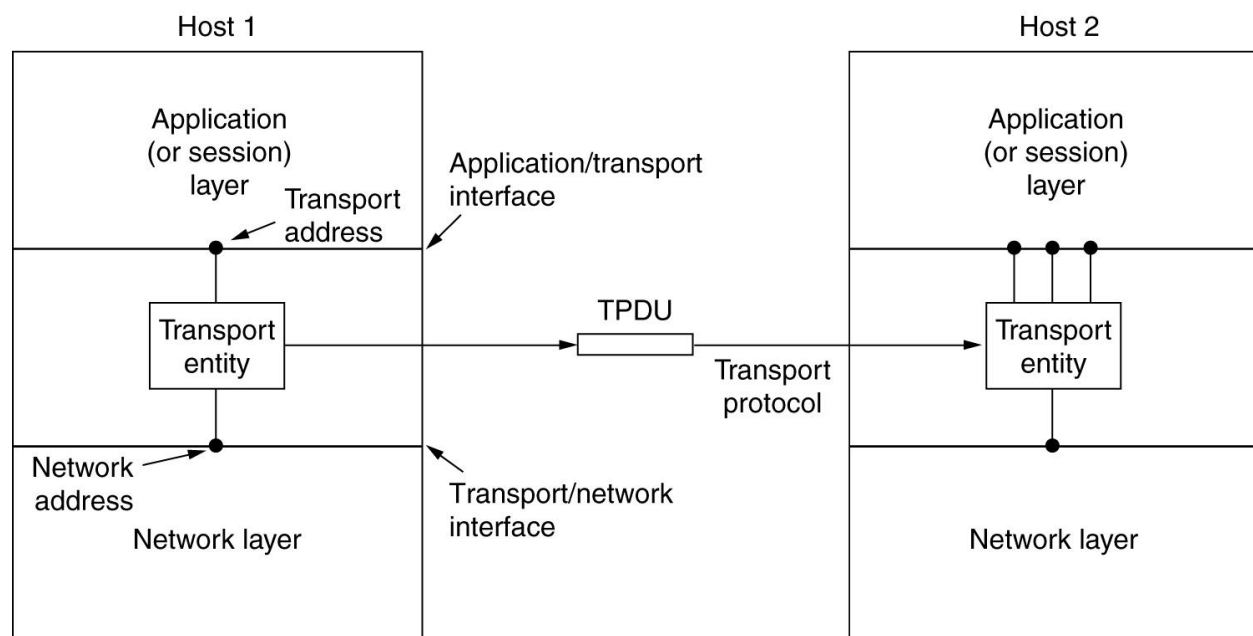 Host 1
Host 2
Application
(or session)
layer
Transport
address
Application/transport
interface
Application
(or session)
layer
Transport
entity
TPDU
Transport
protocol
Transport
entity
Network
address
Transport/network
interface
Network layer
Network layer